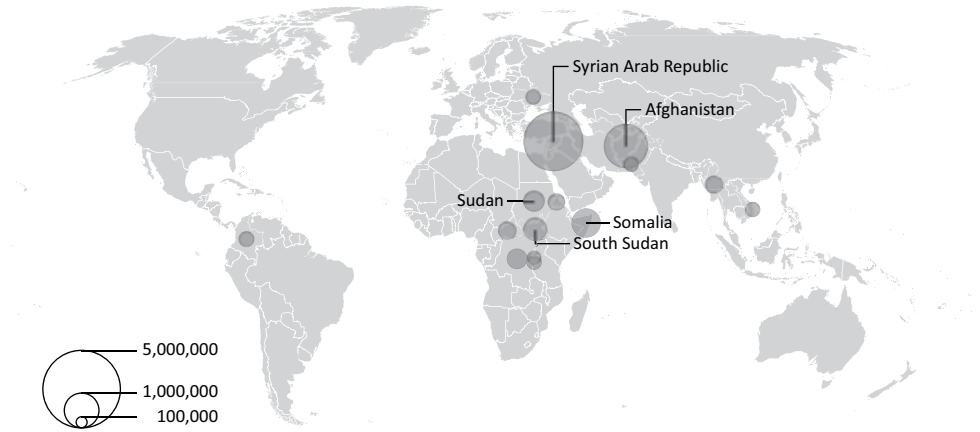 Syrian Arab Republic
Afghanistan
Sudan
Somalia
South Sudan
5,000,000
1,000,000
100,000